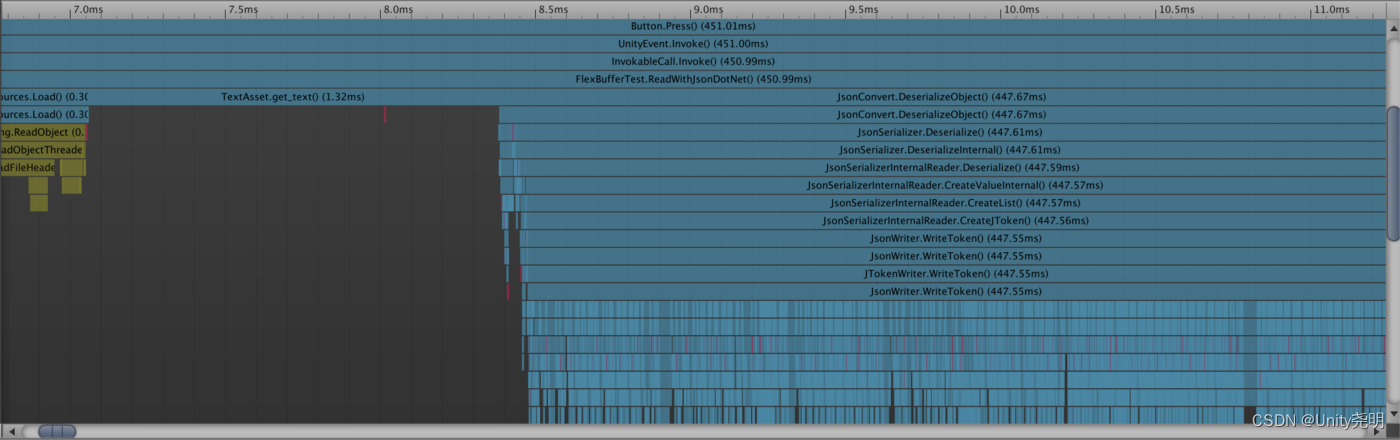 7.0ms 7.5ms 8.0ms 8.5ms 9.0ms 9.5ms 10.0ms 10.5ms 11.0ms
Button.Press() (451.01ms)
UnityEvent.Invoke() (451.00ms)
InvokableCall.Invoke() (450.99ms)
FlexBufferTest.ReadWithJsonDotNet() (450.99ms)
ources.Load() (0.30 TextAsset.get_text() (1.32ms) JsonConvert.DeserializeObject() (447.67ms)
ources.Load() (0.30 JsonConvert.DeserializeObject() (447.67ms)
ng.ReadObject (0. JsonSerializer.Deserialize() (447.61ms)
adObjectThreade JsonSerializer.DeserializeInternal() (447.61ms)
adFileHeade JsonSerializerInternalReader.Deserialize() (447.59ms)
JsonSerializerInternalReader.CreateValueInternal() (447.57ms)
JsonSerializerInternalReader.CreateList() (447.57ms)
JsonSerializerInternalReader.CreateJToken() (447.56ms)
JsonWriter.WriteToken() (447.55ms)
JsonWriter.WriteToken() (447.55ms)
JTokenWriter.WriteToken() (447.55ms)
JsonWriter.WriteToken() (447.55ms)
CSDN @Unity尧明